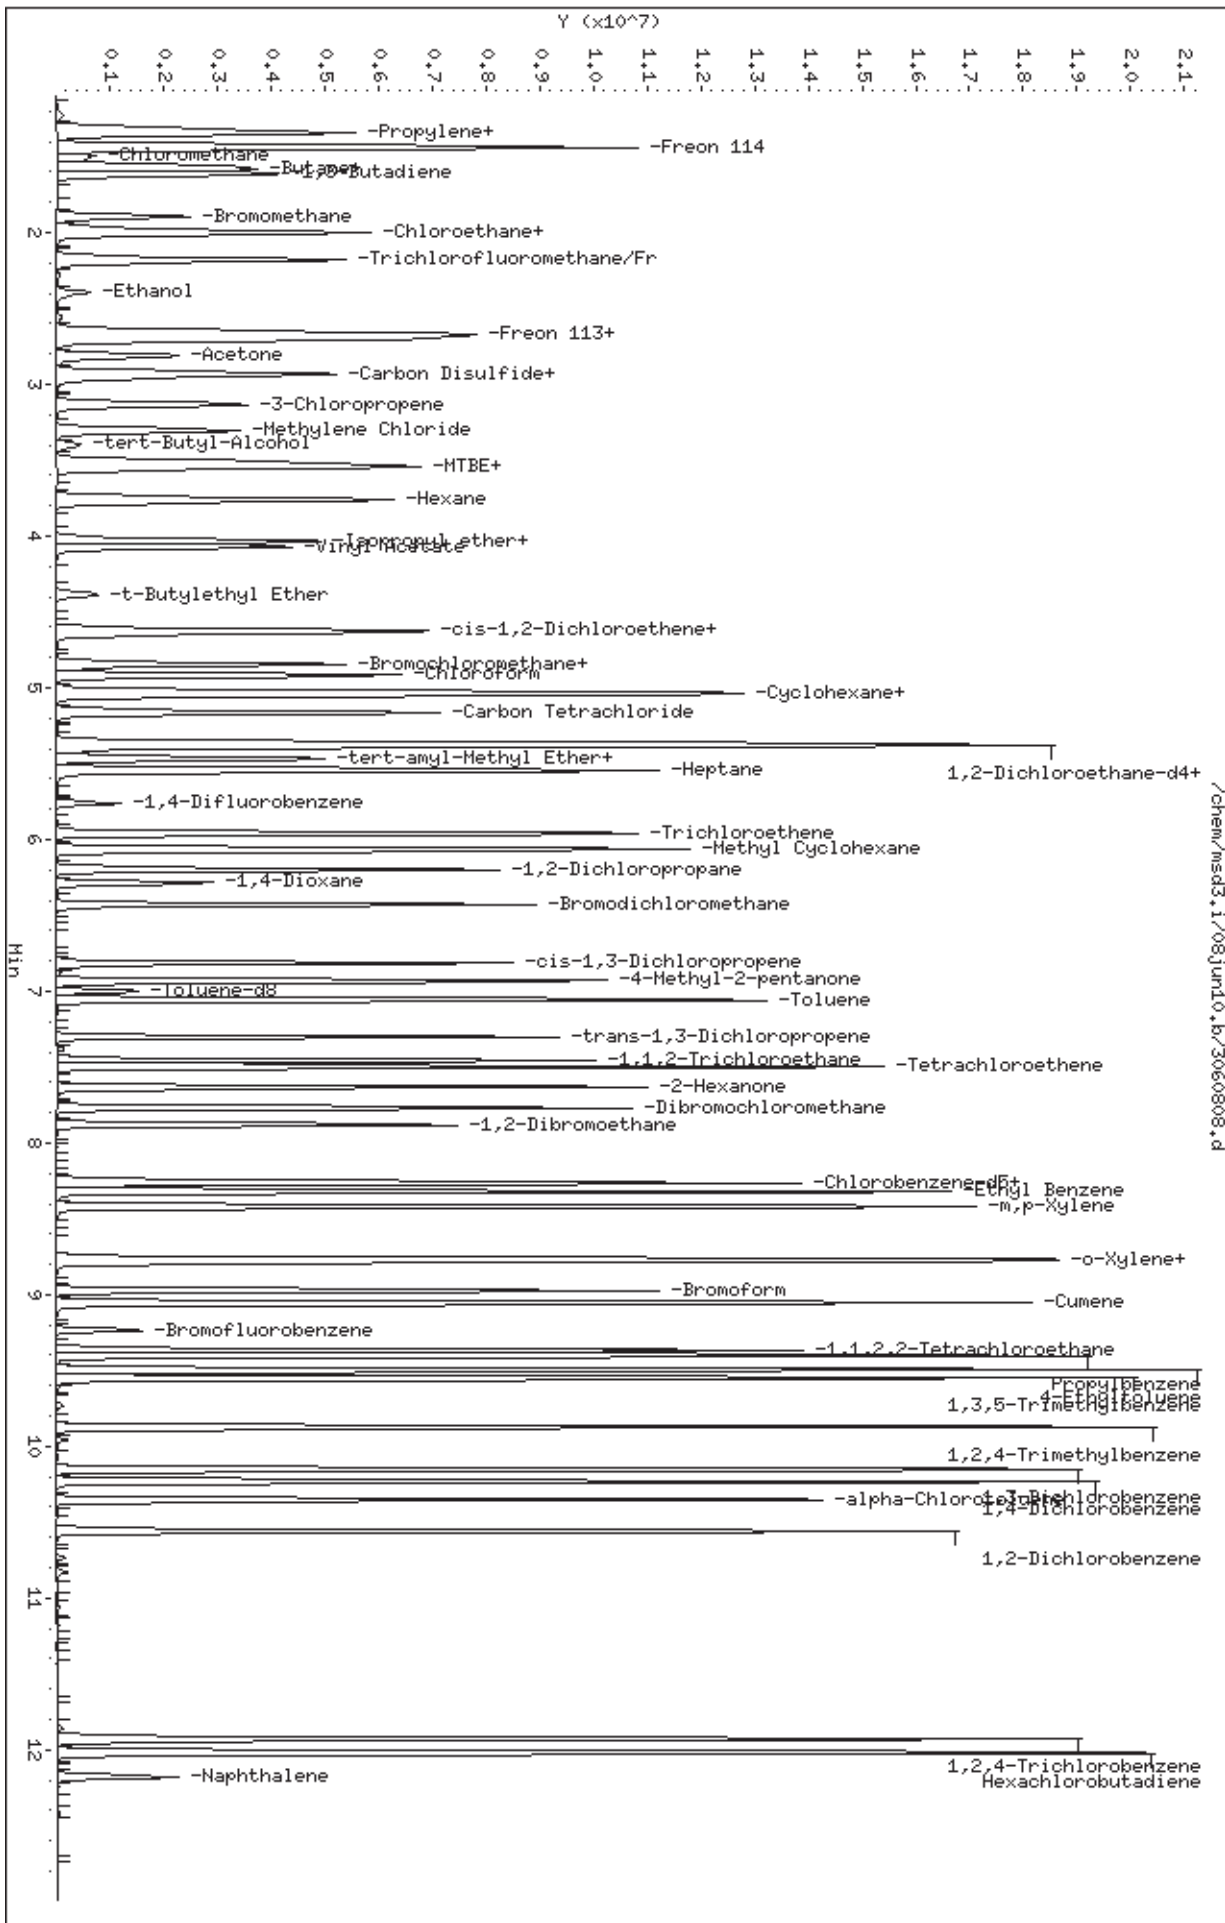 Y (x10^7)
0.1
0.2
0.3
0.4
0.5
0.6
0.7
0.8
0.9
1.0
1.1
1.2
1.3
1.4
1.5
1.6
1.7
1.8
1.9
2.0
2.1
/chem/msd3.i/08jun10.b/3060808.d
-Propylene+
-Freon 114
-Chloromethane
-Butane+
-1,3-Butadiene
-Bromomethane
-Chloroethane+
-Trichlorofluoromethane/Fr
-Ethanol
-Freon 113+
-Acetone
-Carbon Disulfide+
-3-Chloropropene
-Methylene Chloride
-tert-Butyl-Alcohol
-MTBE+
-Hexane
-Isopropyl ether+
-Vinyl Acetate
-t-Butylethyl Ether
-cis-1,2-Dichloroethene+
-Bromochloromethane+
-Chloroform
-Cyclohexane+
-Carbon Tetrachloride
1,2-Dichloroethane-d4+
-tert-amyl-Methyl Ether+
-Heptane
-1,4-Difluorobenzene
-Trichloroethene
-Methyl Cyclohexane
-1,2-Dichloropropane
-1,4-Dioxane
-Bromodichloromethane
-cis-1,3-Dichloropropene
-4-Methyl-2-pentanone
-Toluene-d8
-Toluene
-trans-1,3-Dichloropropene
-1,1,2-Trichloroethane
-Tetrachloroethene
-2-Hexanone
-Dibromochloromethane
-1,2-Dibromoethane
-Chlorobenzene-d5+
-Ethyl Benzene
-m,p-Xylene
-o-Xylene+
-Bromoform
-Cumene
-Bromofluorobenzene
-1,1,2,2-Tetrachloroethane
Propylbenzene
4-Ethyltoluene
1,3,5-Trimethylbenzene
1,2,4-Trimethylbenzene
1,3-Dichlorobenzene
1,4-Dichlorobenzene
-alpha-Chlorotoluene
1,2-Dichlorobenzene
1,2,4-Trichlorobenzene
Hexachlorobutadiene
-Naphthalene
2
3
4
5
6
7
8
9
10
11
12
Min